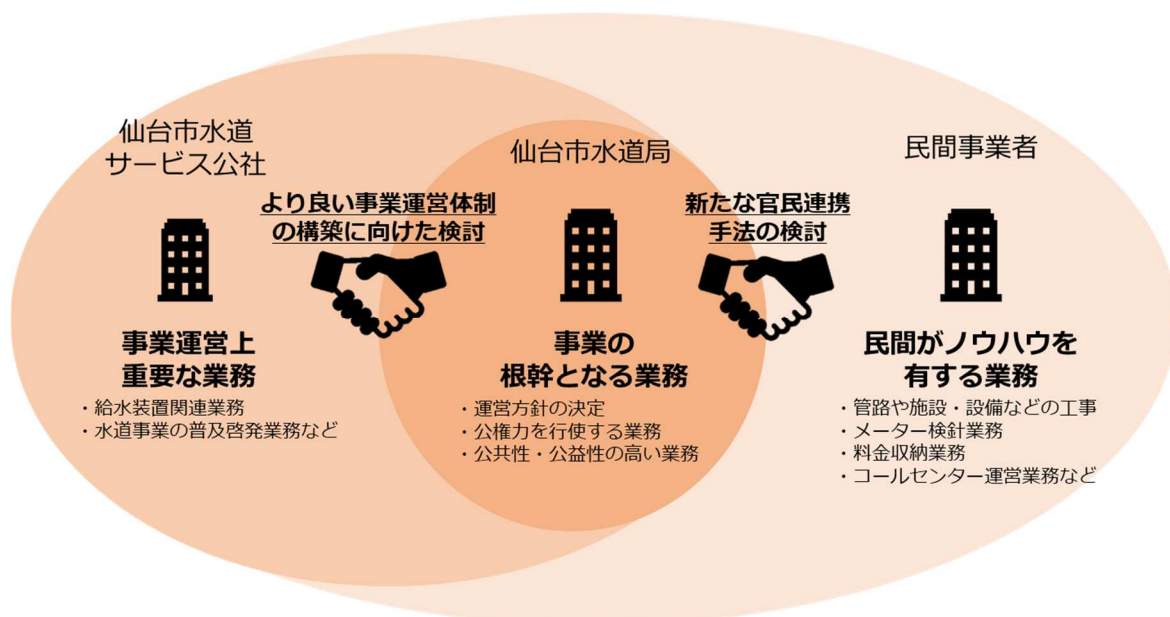 仙台市水道
サービス公社
より良い事業運営体制
の構築に向けた検討
事業運営上
重要な業務
・給水装置関連業務
・水道事業の普及啓発業務など
仙台市水道局
事業の
根幹となる業務
・運営方針の決定
・公権力を行使する業務
・公共性・公益性の高い業務
新たな官民連携
手法の検討
民間事業者
民間がノウハウを
有する業務
・管路や施設・設備などの工事
・メーター検針業務
・料金収納業務
・コールセンター運営業務など